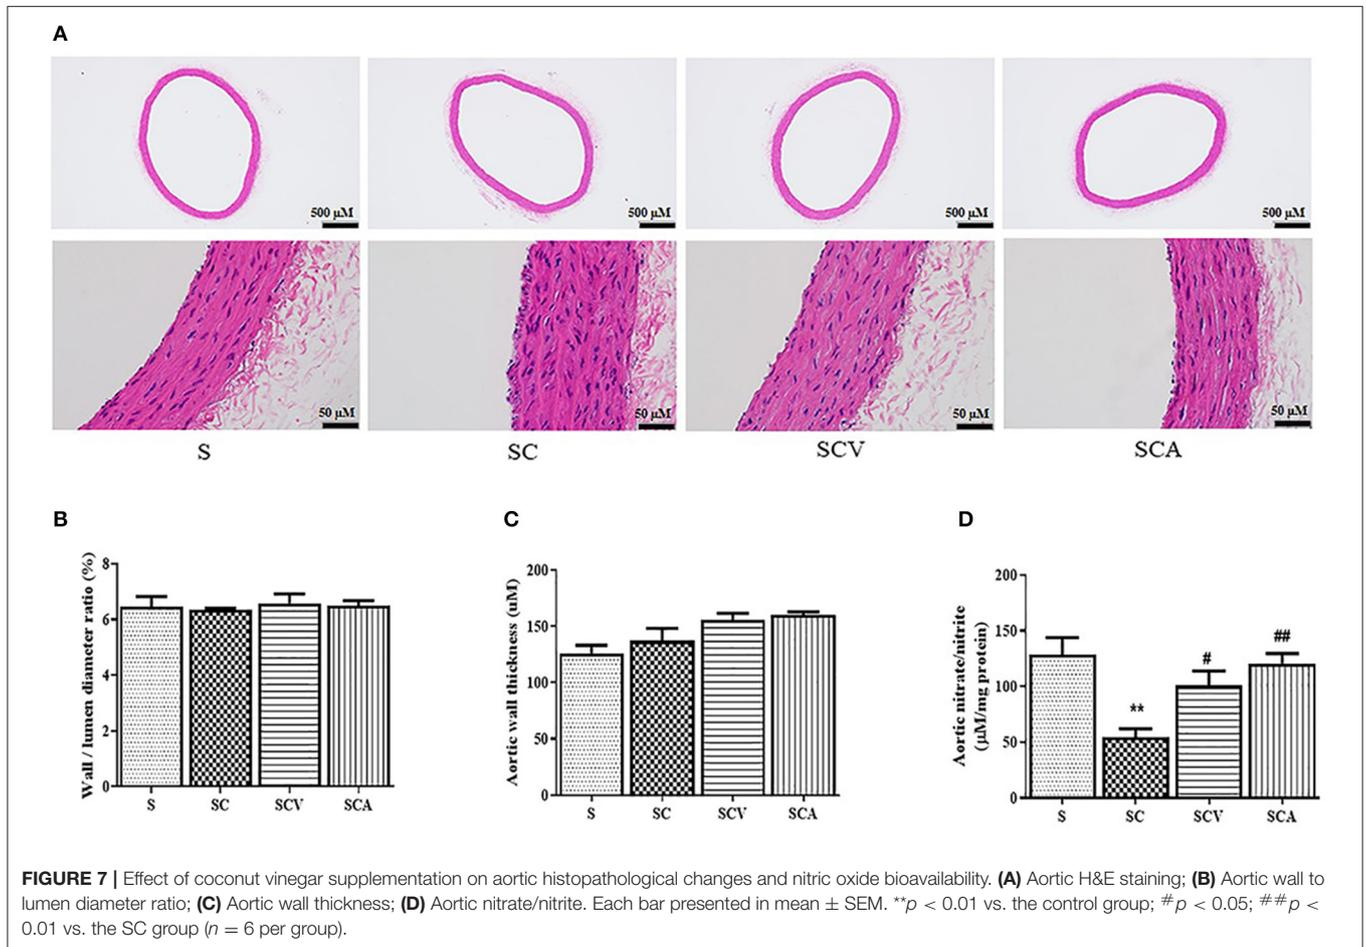 A
500 µM
500 µM
500 µM
500 µM
50 µM
50 µM
50 µM
50 µM
S
SC
SCV
SCA
B
Wall / lumen diameter ratio (%)
8
6
4
2
0
S
SC
SCV
SCA
C
Aortic wall thickness (uM)
200
150
100
50
0
S
SC
SCV
SCA
D
Aortic nitrate/nitrite
(µM/mg protein)
200
150
100
50
0
**
#
##
S
SC
SCV
SCA
FIGURE 7 | Effect of coconut vinegar supplementation on aortic histopathological changes and nitric oxide bioavailability. (A) Aortic H&E staining; (B) Aortic wall to
lumen diameter ratio; (C) Aortic wall thickness; (D) Aortic nitrate/nitrite. Each bar presented in mean ± SEM. **p < 0.01 vs. the control group; #p < 0.05; ##p <
0.01 vs. the SC group (n = 6 per group).